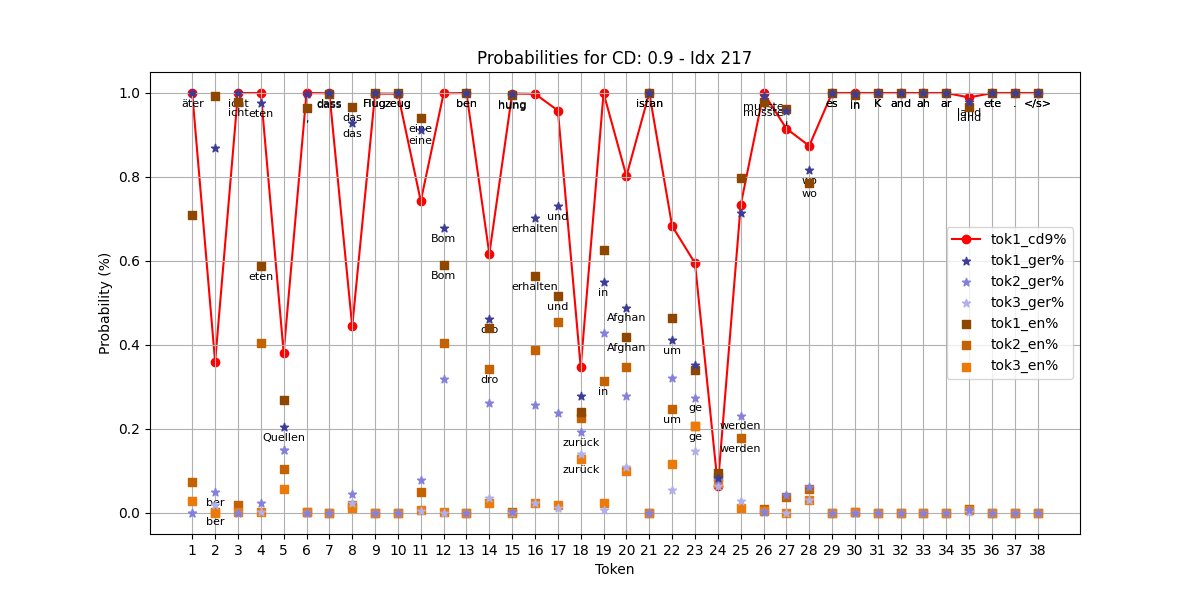 Probabilities for CD: 0.9 - Idx 217
Probability (%)
1.0
0.8
0.6
0.4
0.2
0.0
äter
icht
icht
eten
eten
,
dass
dass
das
das
Flugzeug
eine
eine
ben
hung
istan
musste
musste
,
wo
wo
es
in
K
and
ah
ar
land
land
ete
.
</s>
Bom
Bom
erhalten
erhalten
und
und
dro
dro
in
in
Afghan
Afghan
um
um
ge
ge
Quellen
zurück
zurück
werden
werden
ber
ber
tok1_cd9%
tok1_ger%
tok2_ger%
tok3_ger%
tok1_en%
tok2_en%
tok3_en%
1 2 3 4 5 6 7 8 9 10 11 12 13 14 15 16 17 18 19 20 21 22 23 24 25 26 27 28 29 30 31 32 33 34 35 36 37 38
Token